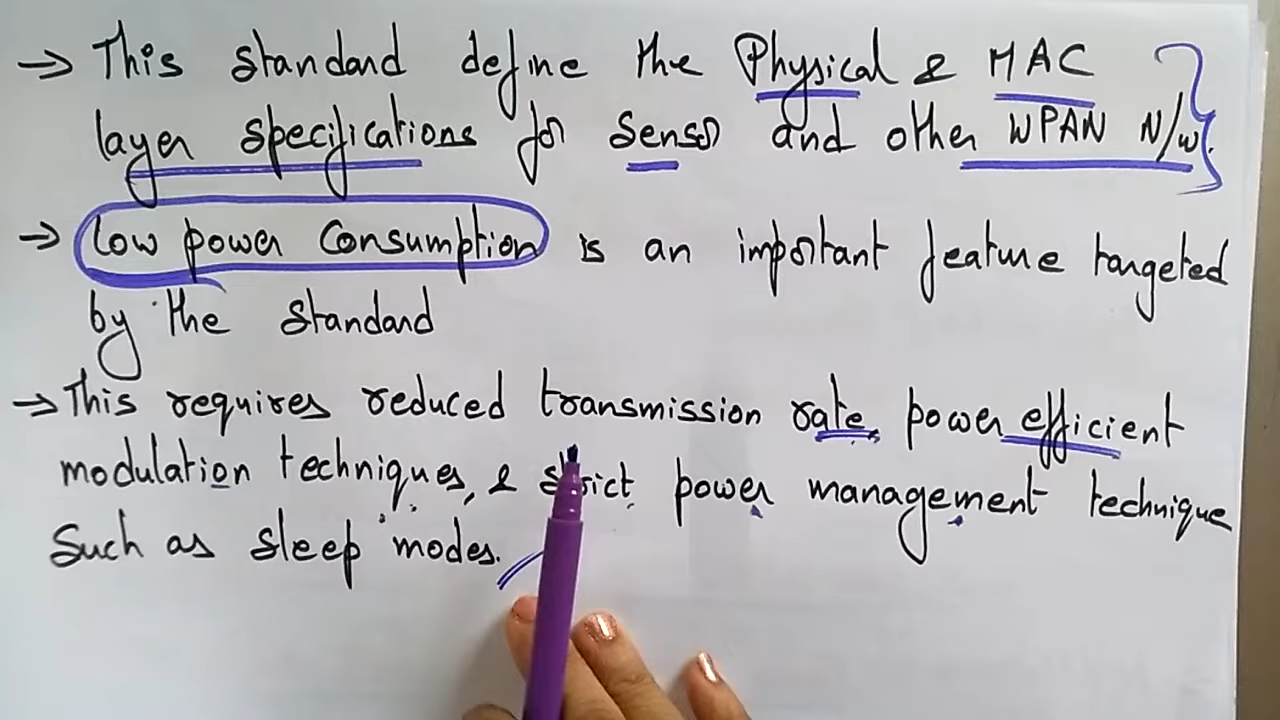 → This standard define the Physical & MAC
layer specifications for Sensor and other WPAN N/w.
→ Low power Consumption is an important feature targeted
by the Standard
→ This requires reduced transmission rate, power efficient
modulation techniques, & strict power management technique
Such as sleep modes.